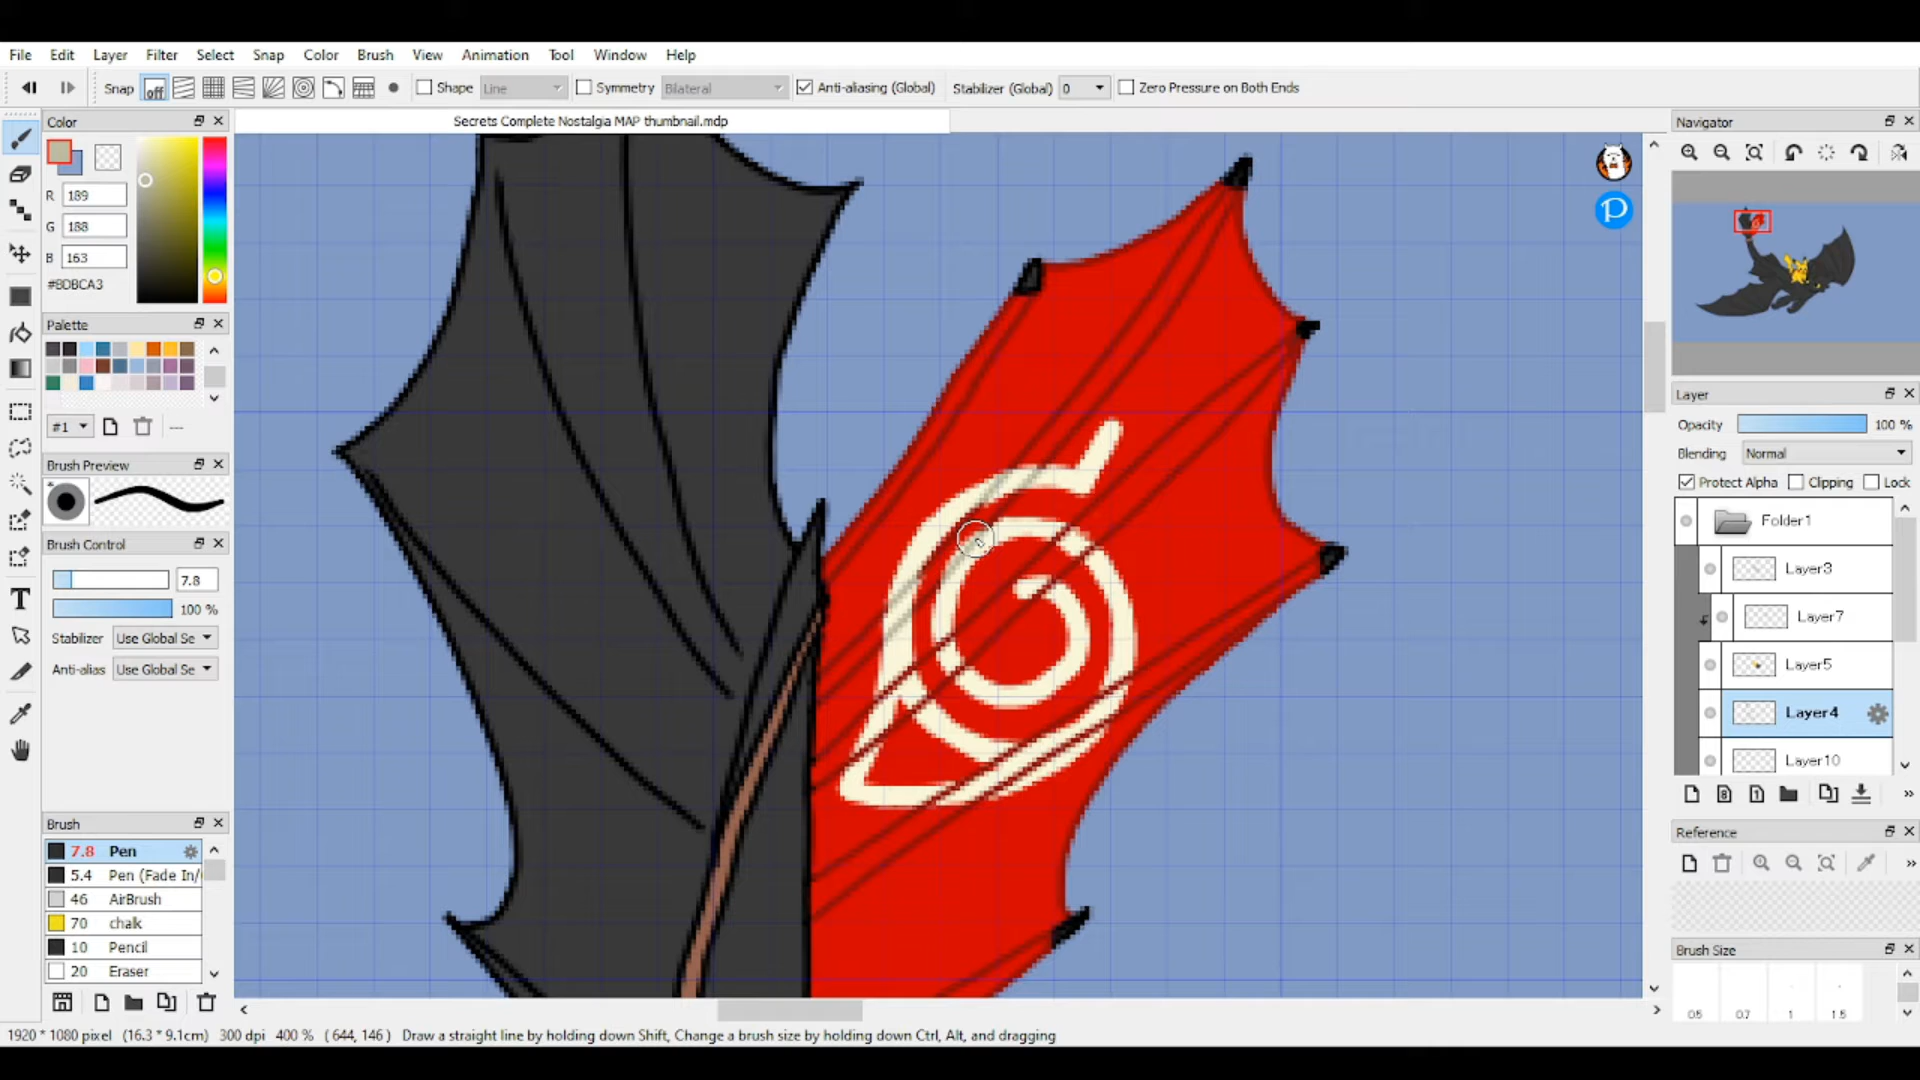 File Edit Layer Filter Select Snap Color Brush View Animation Tool Window Help
Snap off Shape Line Symmetry Bilateral Anti-aliasing (Global) Stabilizer (Global) 0 Zero Pressure on Both Ends
Color
Secrets Complete Nostalgia MAP thumbnail.mdp
Navigator
R 189
G 188
B 163
#BDBCA3
Palette
#1
---
Brush Preview
Brush Control
7.8
100 %
Stabilizer Use Global Se
Anti-alias Use Global Se
Brush
7.8 Pen
5.4 Pen (Fade In/
46 AirBrush
70 chalk
10 Pencil
20 Eraser
Layer
Opacity 100 %
Blending Normal
Protect Alpha Clipping Lock
Folder1
Layer3
Layer7
Layer5
Layer4
Layer10
Reference
Brush Size
0.5 0.7 1 1.5
1920 * 1080 pixel (16.3 * 9.1cm) 300 dpi 400 % ( 644, 146 ) Draw a straight line by holding down Shift, Change a brush size by holding down Ctrl, Alt, and dragging